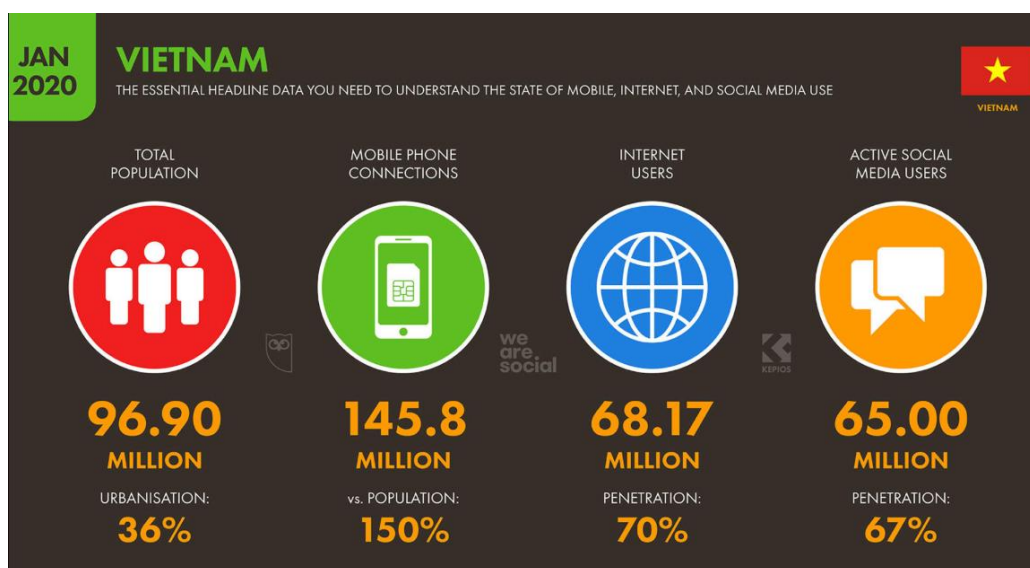 JAN
2020
VIETNAM
THE ESSENTIAL HEADLINE DATA YOU NEED TO UNDERSTAND THE STATE OF MOBILE, INTERNET, AND SOCIAL MEDIA USE
VIETNAM
TOTAL
POPULATION
MOBILE PHONE
CONNECTIONS
INTERNET
USERS
ACTIVE SOCIAL
MEDIA USERS
we
are
social
KEPIOS
96.90
MILLION
145.8
MILLION
68.17
MILLION
65.00
MILLION
URBANISATION:
36%
vs. POPULATION:
150%
PENETRATION:
70%
PENETRATION:
67%